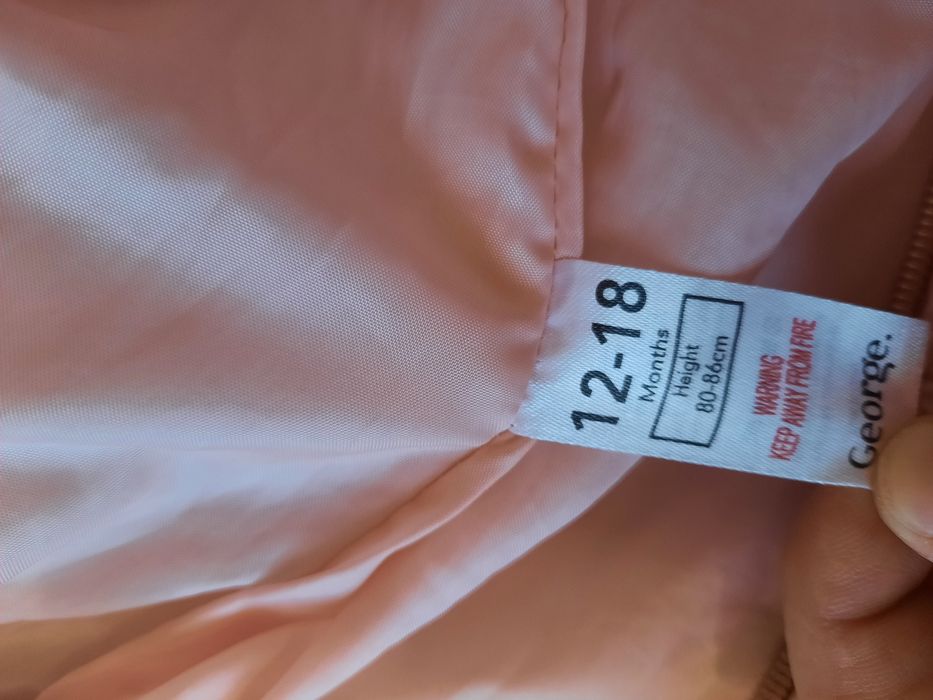 12-18
Months
Height
80-86cm
WARNING
KEEP AWAY FROM FIRE
George.